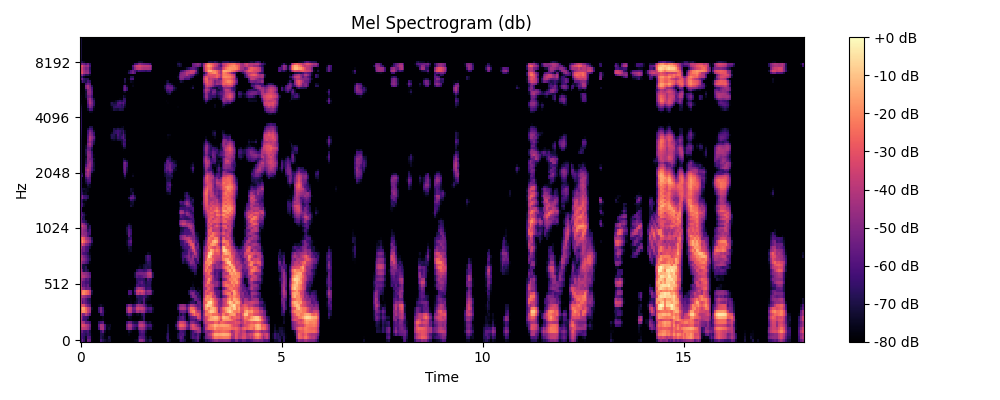 Mel Spectrogram (db)
8192
4096
2048
1024
512
0
Hz
0 5 10 15
Time
+0 dB
-10 dB
-20 dB
-30 dB
-40 dB
-50 dB
-60 dB
-70 dB
-80 dB